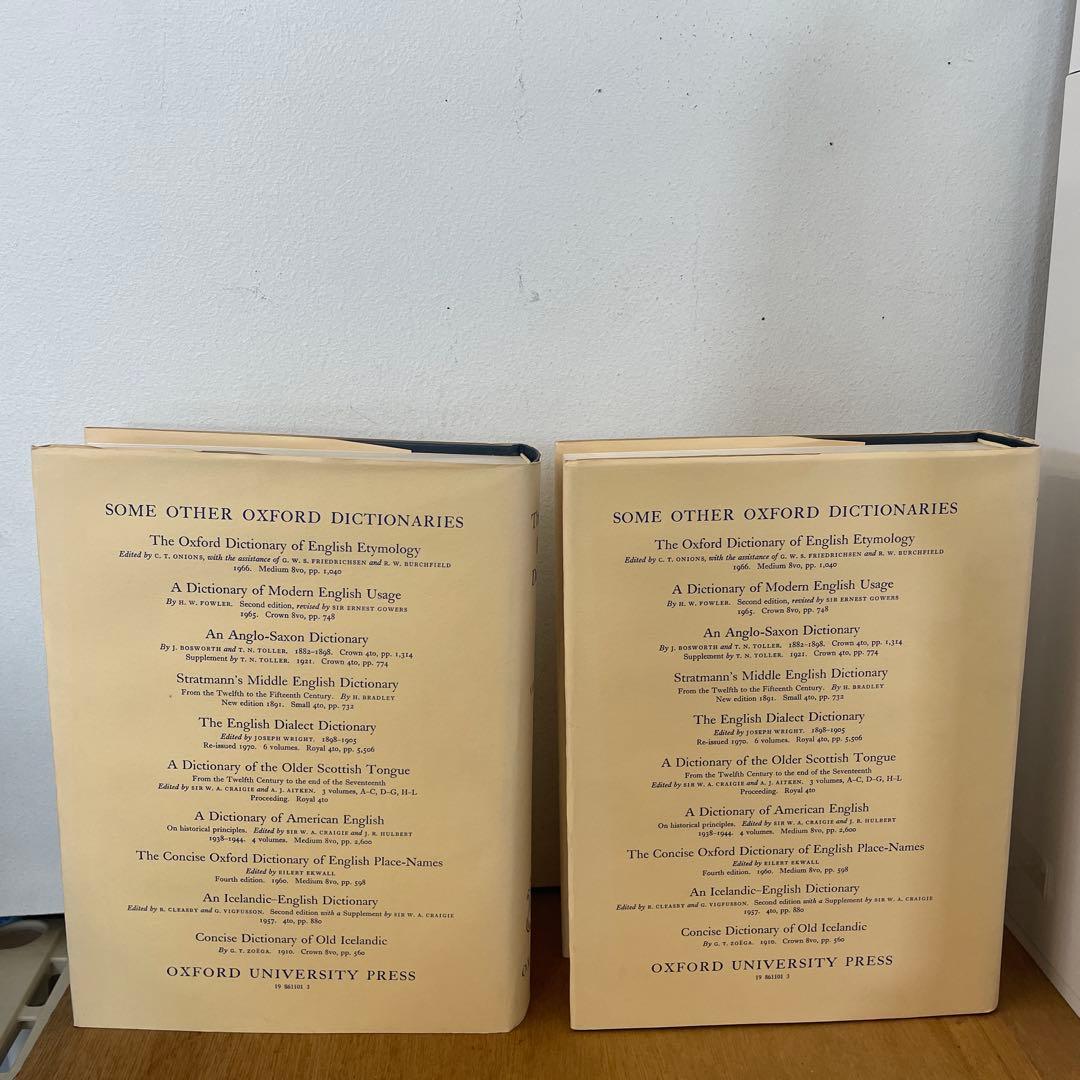 SOME OTHER OXFORD DICTIONARIES
The Oxford Dictionary of English Etymology
Edited by C. T. ONIONS, with the assistance of G. W. S. FRIEDRICHSEN and R. W. BURCHFIELD
1966. Medium 8vo, pp. 1,040
A Dictionary of Modern English Usage
By H. W. FOWLER. Second edition, revised by SIR ERNEST GOWERS
1965. Crown 8vo, pp. 748
An Anglo-Saxon Dictionary
By J. BOSWORTH and T. N. TOLLER. 1882–1898. Crown 4to, pp. 1,314
Supplement by T. N. TOLLER. 1921. Crown 4to, pp. 774
Stratmann's Middle English Dictionary
From the Twelfth to the Fifteenth Century. By H. BRADLEY
New edition 1891. Small 4to, pp. 732
The English Dialect Dictionary
Edited by JOSEPH WRIGHT. 1898–1905
Re-issued 1970. 6 volumes. Royal 4to, pp. 5,506
A Dictionary of the Older Scottish Tongue
From the Twelfth Century to the end of the Seventeenth
Edited by SIR W. A. CRAIGIE and A. J. AITKEN. 3 volumes, A–C, D–G, H–L
Proceeding. Royal 4to
A Dictionary of American English
On historical principles. Edited by SIR W. A. CRAIGIE and J. R. HULBERT
1938–1944. 4 volumes. Medium 8vo, pp. 2,600
The Concise Oxford Dictionary of English Place-Names
Edited by EILERT EKWALL
Fourth edition. 1960. Medium 8vo, pp. 598
An Icelandic–English Dictionary
Edited by R. CLEASBY and G. VIGFUSSON. Second edition with a Supplement by SIR W. A. CRAIGIE
1957. 4to, pp. 880
Concise Dictionary of Old Icelandic
By G. T. ZOËGA. 1910. Crown 8vo, pp. 560
OXFORD UNIVERSITY PRESS
19 861101 3
SOME OTHER OXFORD DICTIONARIES
The Oxford Dictionary of English Etymology
Edited by C. T. ONIONS, with the assistance of G. W. S. FRIEDRICHSEN and R. W. BURCHFIELD
1966. Medium 8vo, pp. 1,040
A Dictionary of Modern English Usage
By H. W. FOWLER. Second edition, revised by SIR ERNEST GOWERS
1965. Crown 8vo, pp. 748
An Anglo-Saxon Dictionary
By J. BOSWORTH and T. N. TOLLER. 1882–1898. Crown 4to, pp. 1,314
Supplement by T. N. TOLLER. 1921. Crown 4to, pp. 774
Stratmann's Middle English Dictionary
From the Twelfth to the Fifteenth Century. By H. BRADLEY
New edition 1891. Small 4to, pp. 732
The English Dialect Dictionary
Edited by JOSEPH WRIGHT. 1898–1905
Re-issued 1970. 6 volumes. Royal 4to, pp. 5,506
A Dictionary of the Older Scottish Tongue
From the Twelfth Century to the end of the Seventeenth
Edited by SIR W. A. CRAIGIE and A. J. AITKEN. 3 volumes, A–C, D–G, H–L
Proceeding. Royal 4to
A Dictionary of American English
On historical principles. Edited by SIR W. A. CRAIGIE and J. R. HULBERT
1938–1944. 4 volumes. Medium 8vo, pp. 2,600
The Concise Oxford Dictionary of English Place-Names
Edited by EILERT EKWALL
Fourth edition. 1960. Medium 8vo, pp. 598
An Icelandic–English Dictionary
Edited by R. CLEASBY and G. VIGFUSSON. Second edition with a Supplement by SIR W. A. CRAIGIE
1957. 4to, pp. 880
Concise Dictionary of Old Icelandic
By G. T. ZOËGA. 1910. Crown 8vo, pp. 560
OXFORD UNIVERSITY PRESS
19 861101 3